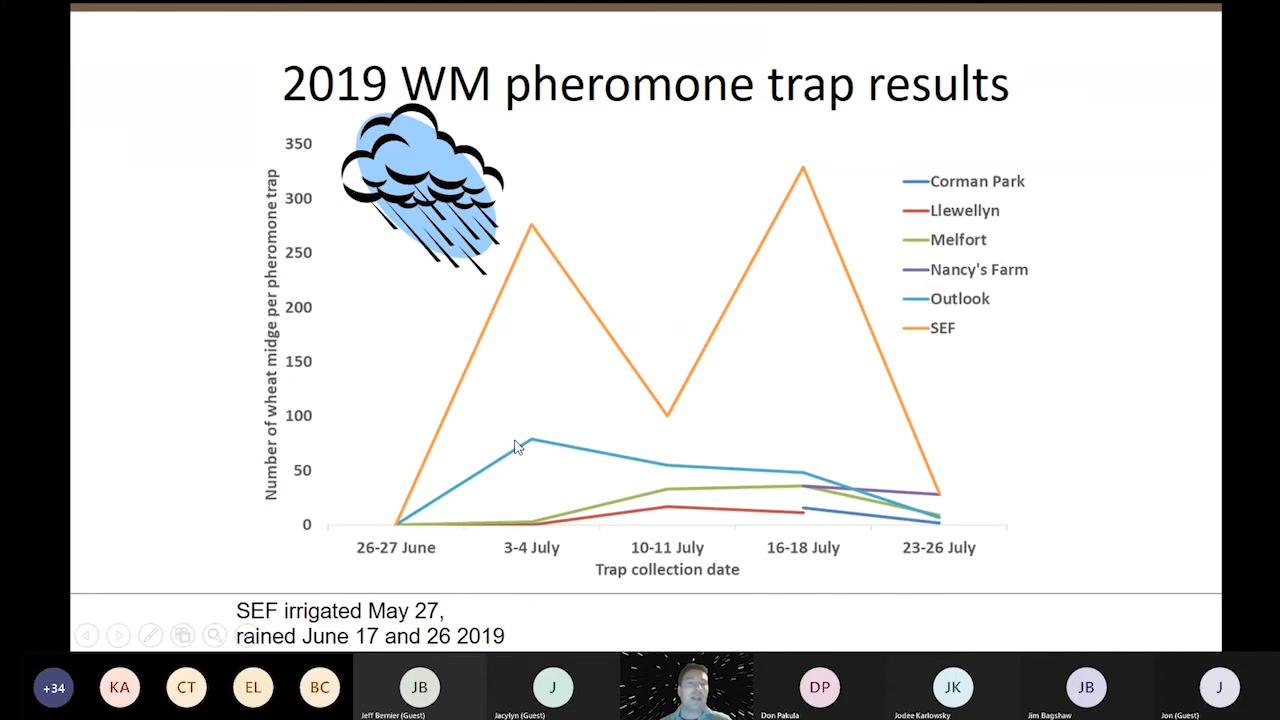 2019 WM pheromone trap results
350
300
250
200
150
100
50
0
Number of wheat midge per pheromone trap
Corman Park
Llewellyn
Melfort
Nancy's Farm
Outlook
SEF
26-27 June
3-4 July
10-11 July
16-18 July
23-26 July
Trap collection date
SEF irrigated May 27,
rained June 17 and 26 2019
+34
KA
CT
EL
BC
JB
J
DP
JK
JB
J
Jeff Bernier (Guest)
Jacylyn (Guest)
Don Pakula
Jodee Karlowsky
Jim Bagshaw
Jon (Guest)